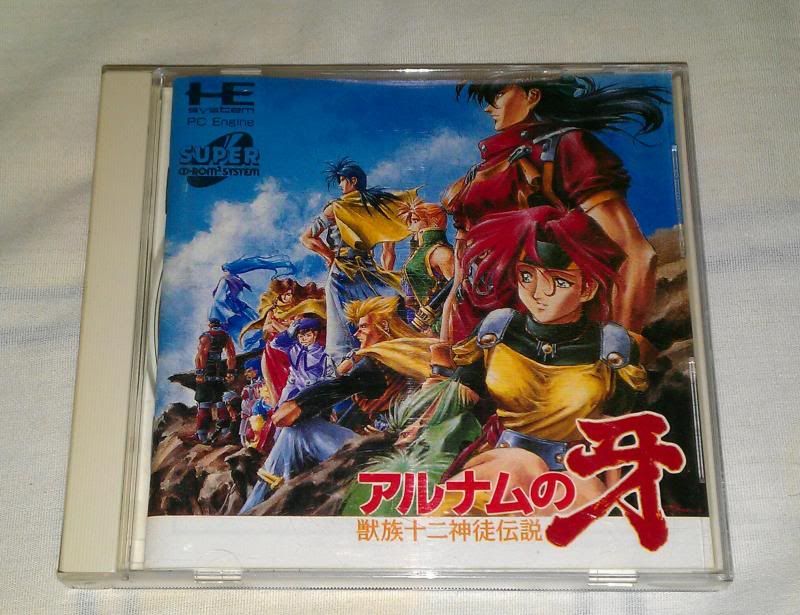 HE
system
PC Engine
SUPER
CD-ROM² SYSTEM
アルナムの牙
獣族十二神徒伝説